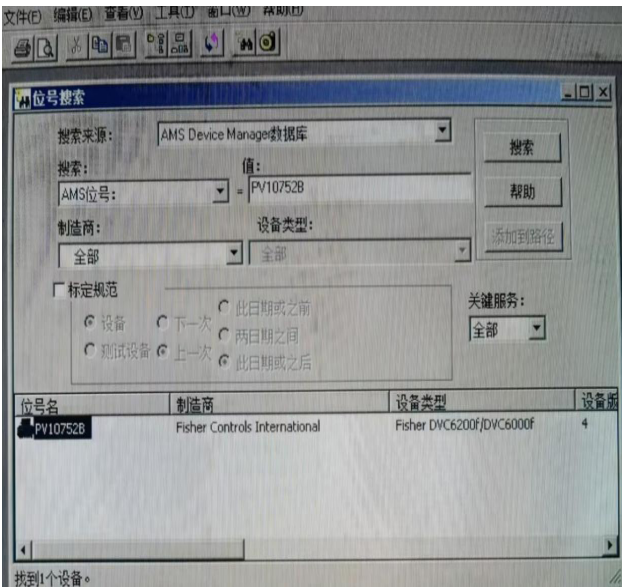 文件(F) 编辑(E) 查看(V) 工具(T) 窗口(W) 帮助(H)
位号搜索
搜索来源: AMS Device Manager数据库
搜索
搜索: 值:
AMS位号: = PV10752B
帮助
制造商: 设备类型:
全部 全部
添加到路径
标定规范
设备 下一次 此日期或之前
两日期之间
测试设备 上一次 此日期或之后
关键服务:
全部
位号名 制造商 设备类型 设备版
PV10752B Fisher Controls International Fisher DVC6200f/DVC6000f 4
找到1个设备。